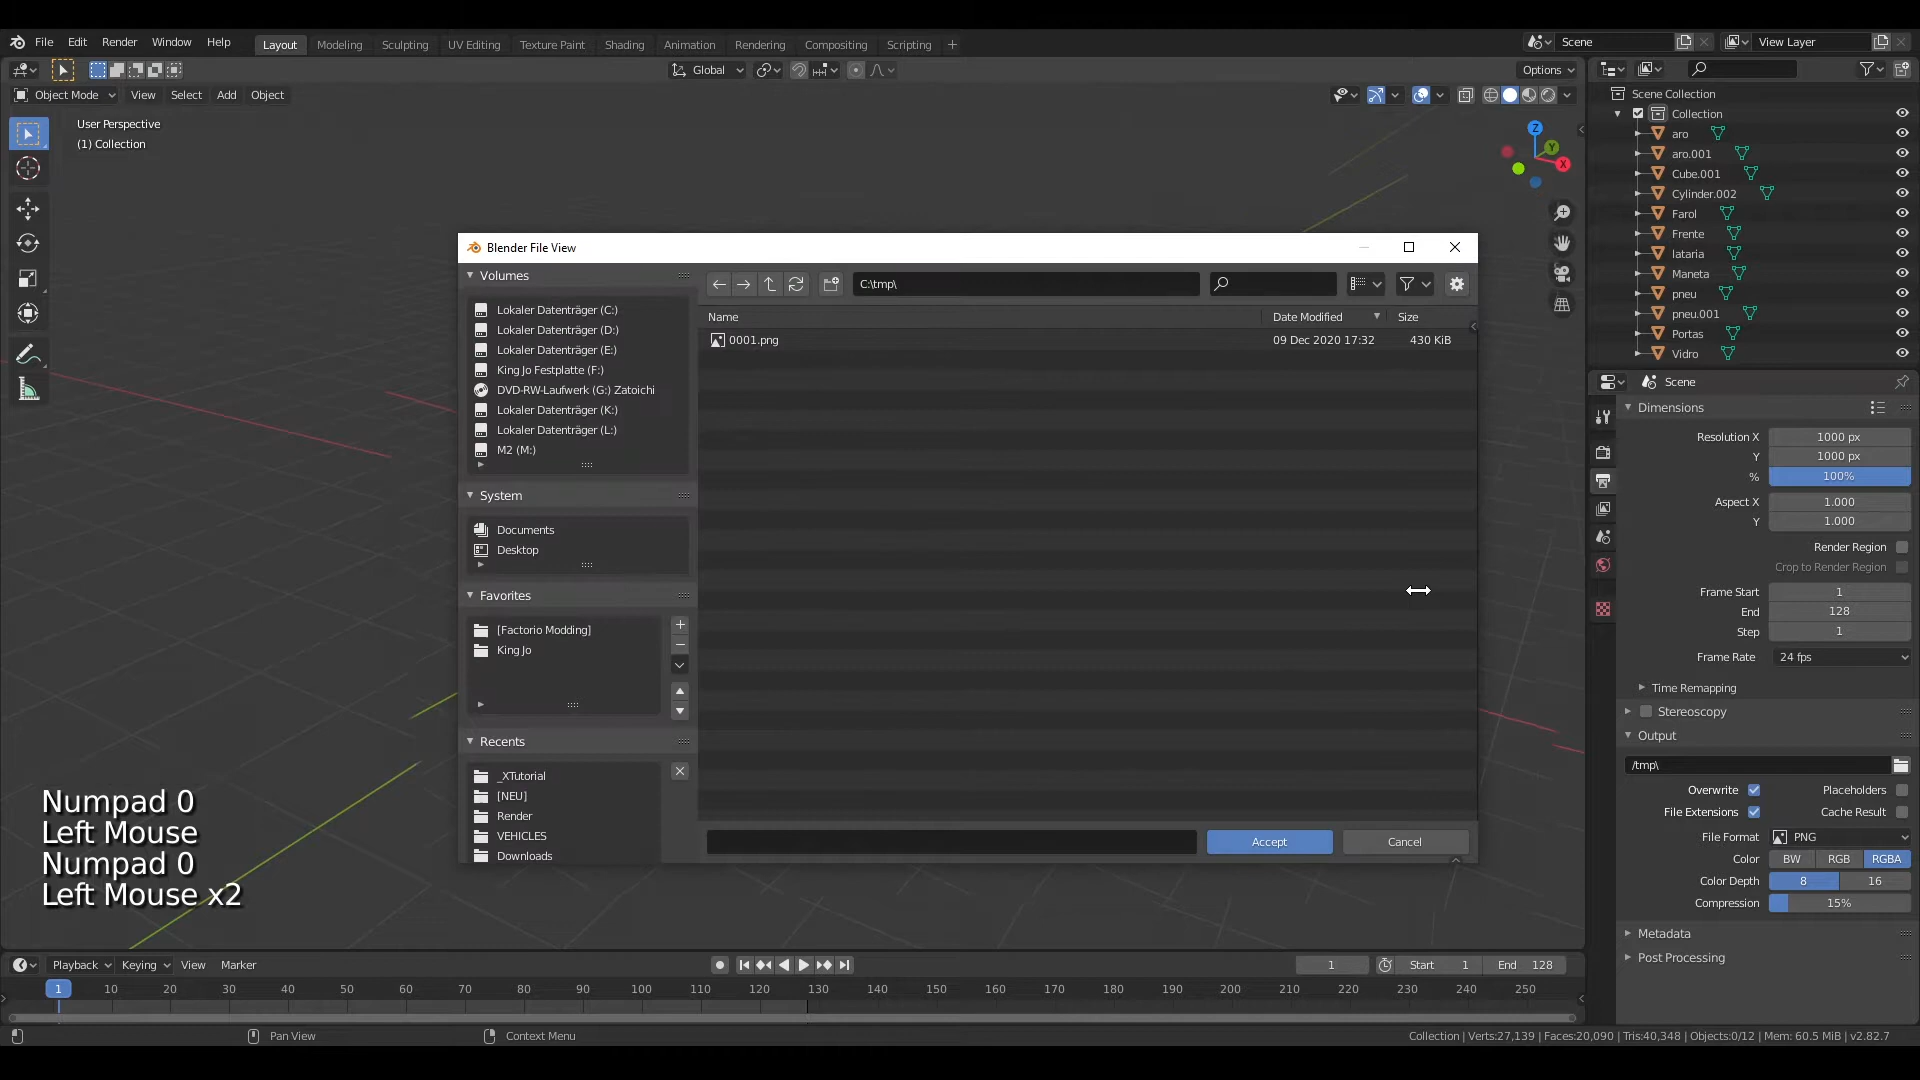 File Edit Render Window Help Layout Modeling Sculpting UV Editing Texture Paint Shading Animation Rendering Compositing Scripting + Scene View Layer
Global Options
Object Mode View Select Add Object
User Perspective
(1) Collection
Z
Y
X
Scene Collection
Collection
aro
aro.001
Cube.001
Cylinder.002
Farol
Frente
lataria
Maneta
pneu
pneu.001
Portas
Vidro
Blender File View
Volumes
Lokaler Datenträger (C:)
Lokaler Datenträger (D:)
Lokaler Datenträger (E:)
King Jo Festplatte (F:)
DVD-RW-Laufwerk (G:) Zatoichi
Lokaler Datenträger (K:)
Lokaler Datenträger (L:)
M2 (M:)
System
Documents
Desktop
Favorites
[Factorio Modding]
King Jo
Recents
_XTutorial
[NEU]
Render
VEHICLES
Downloads
C:\tmp\
Name Date Modified Size
0001.png 09 Dec 2020 17:32 430 KiB
Accept Cancel
Scene
Dimensions
Resolution X 1000 px
Y 1000 px
% 100%
Aspect X 1.000
Y 1.000
Render Region
Crop to Render Region
Frame Start 1
End 128
Step 1
Frame Rate 24 fps
Time Remapping
Stereoscopy
Output
/tmp\
Overwrite Placeholders
File Extensions Cache Result
File Format PNG
Color BW RGB RGBA
Color Depth 8 16
Compression 15%
Metadata
Post Processing
Numpad 0
Left Mouse
Numpad 0
Left Mouse x2
Playback Keying View Marker 1 Start 1 End 128
1 10 20 30 40 50 60 70 80 90 100 110 120 130 140 150 160 170 180 190 200 210 220 230 240 250
Pan View Context Menu Collection | Verts:27,139 | Faces:20,090 | Tris:40,348 | Objects:0/12 | Mem: 60.5 MiB | v2.82.7